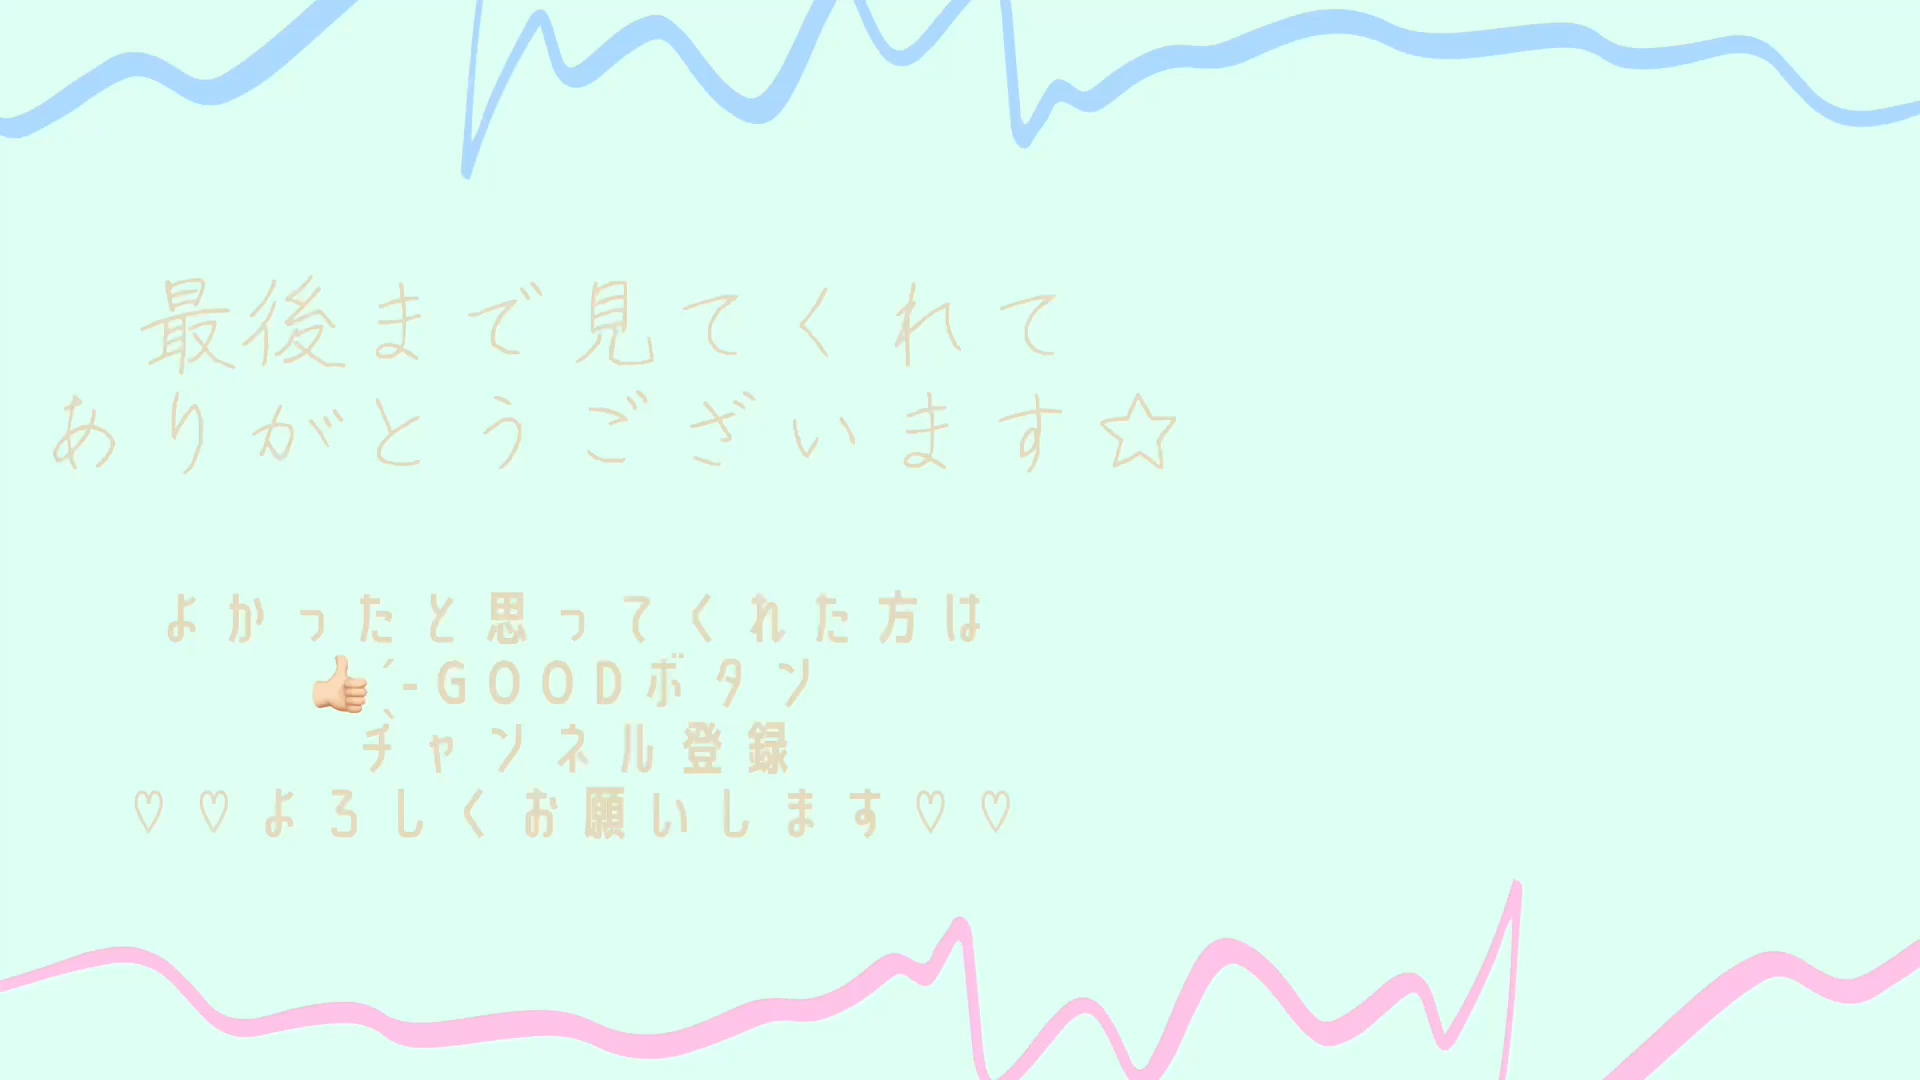 最後まで見てくれて
ありがとうございます☆
よかったと思ってくれた方は
👍🏻 ̖́-GOODボタン
チャンネル登録
♡♡よろしくお願いします♡♡